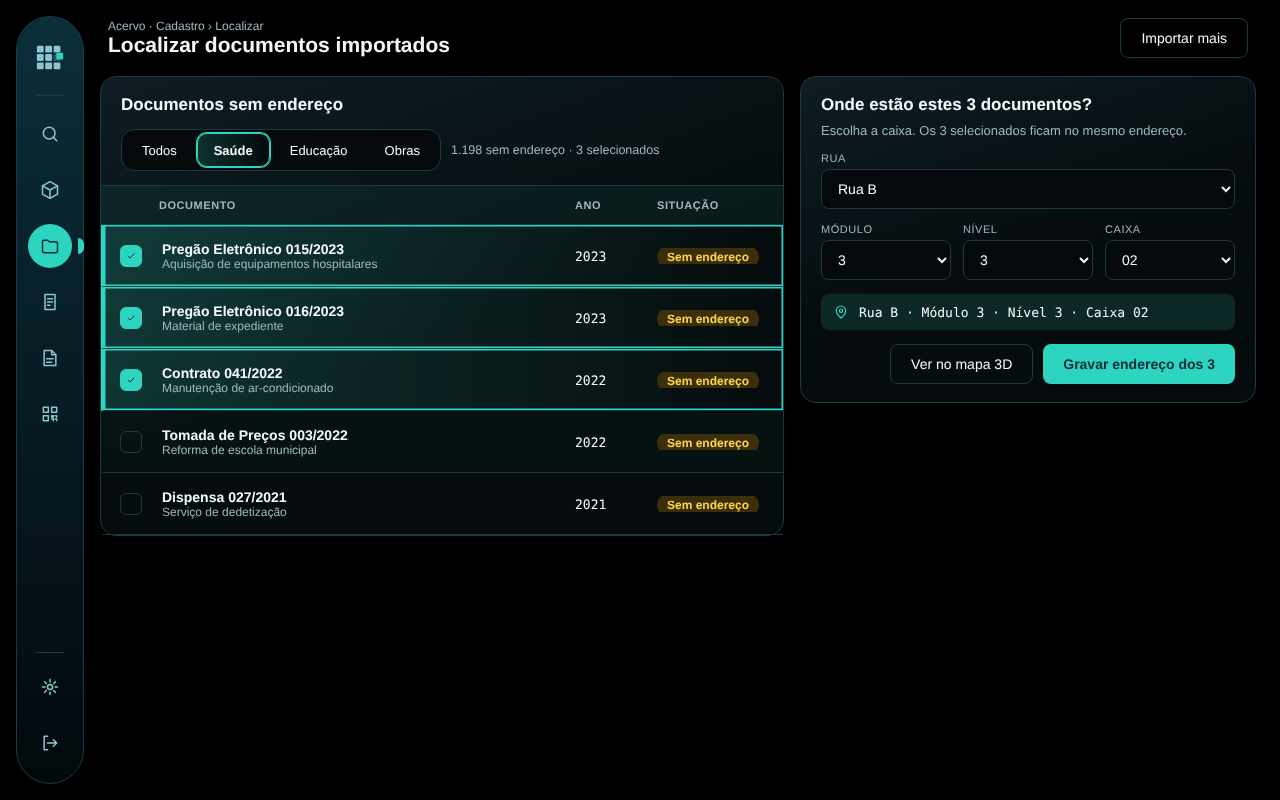 Acervo · Cadastro › Localizar
Localizar documentos importados
Importar mais
Documentos sem endereço
Todos
Saúde
Educação
Obras
1.198 sem endereço · 3 selecionados
DOCUMENTO
ANO
SITUAÇÃO
Pregão Eletrônico 015/2023
Aquisição de equipamentos hospitalares
2023
Sem endereço
Pregão Eletrônico 016/2023
Material de expediente
2023
Sem endereço
Contrato 041/2022
Manutenção de ar-condicionado
2022
Sem endereço
Tomada de Preços 003/2022
Reforma de escola municipal
2022
Sem endereço
Dispensa 027/2021
Serviço de dedetização
2021
Sem endereço
Onde estão estes 3 documentos?
Escolha a caixa. Os 3 selecionados ficam no mesmo endereço.
RUA
Rua B
MÓDULO
NÍVEL
CAIXA
3
3
02
Rua B · Módulo 3 · Nível 3 · Caixa 02
Ver no mapa 3D
Gravar endereço dos 3